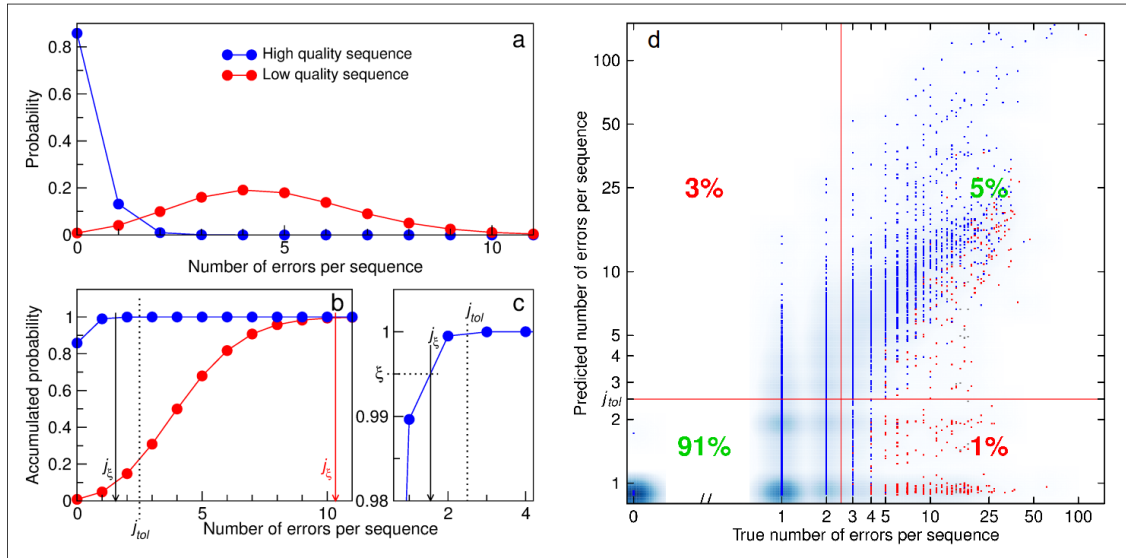 a
0.8
0.6
0.4
0.2
0
Probability
High quality sequence
Low quality sequence
0 5 10
Number of errors per sequence
b
1
0.8
0.6
0.4
0.2
0
Accumulated probability
jξ
jξ
0 5 10
jtol
Number of errors per sequence
c
jtol
1
jξ
ξ
0.99
0.98
2 4
d
100
50
25
10
5
4
3
jtol
2
1
Predicted number of errors per sequence
3% 5%
91% 1%
0 // 1 2 3 4 5 10 25 50 100
True number of errors per sequence